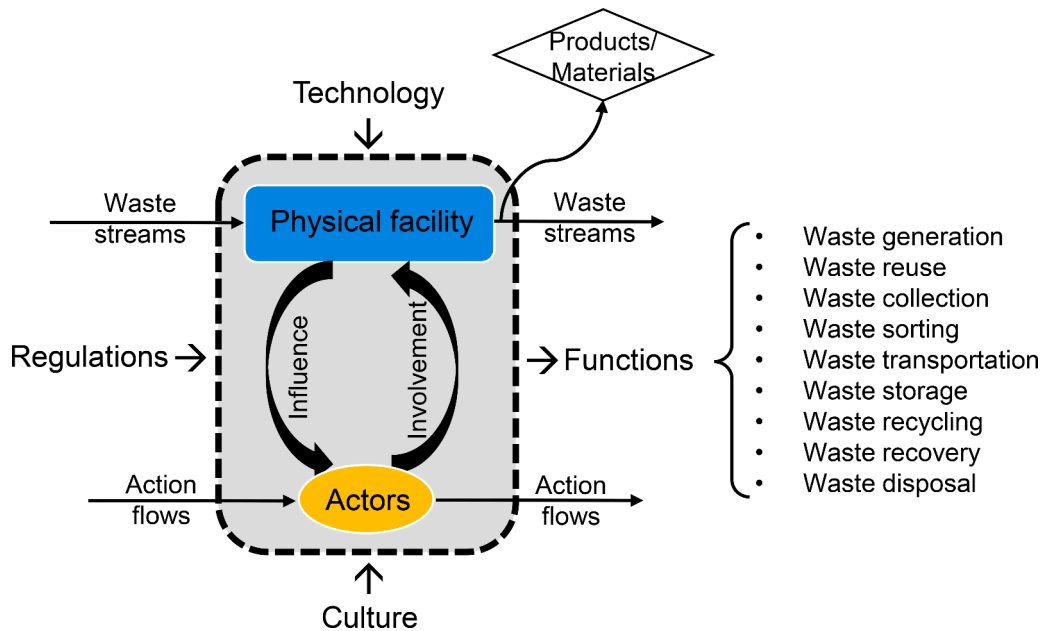 Products/
Materials
Technology
Waste
streams
Physical facility
Waste
streams
Influence
Involvement
Regulations
Functions
• Waste generation
• Waste reuse
• Waste collection
• Waste sorting
• Waste transportation
• Waste storage
• Waste recycling
• Waste recovery
• Waste disposal
Action
flows
Actors
Action
flows
Culture